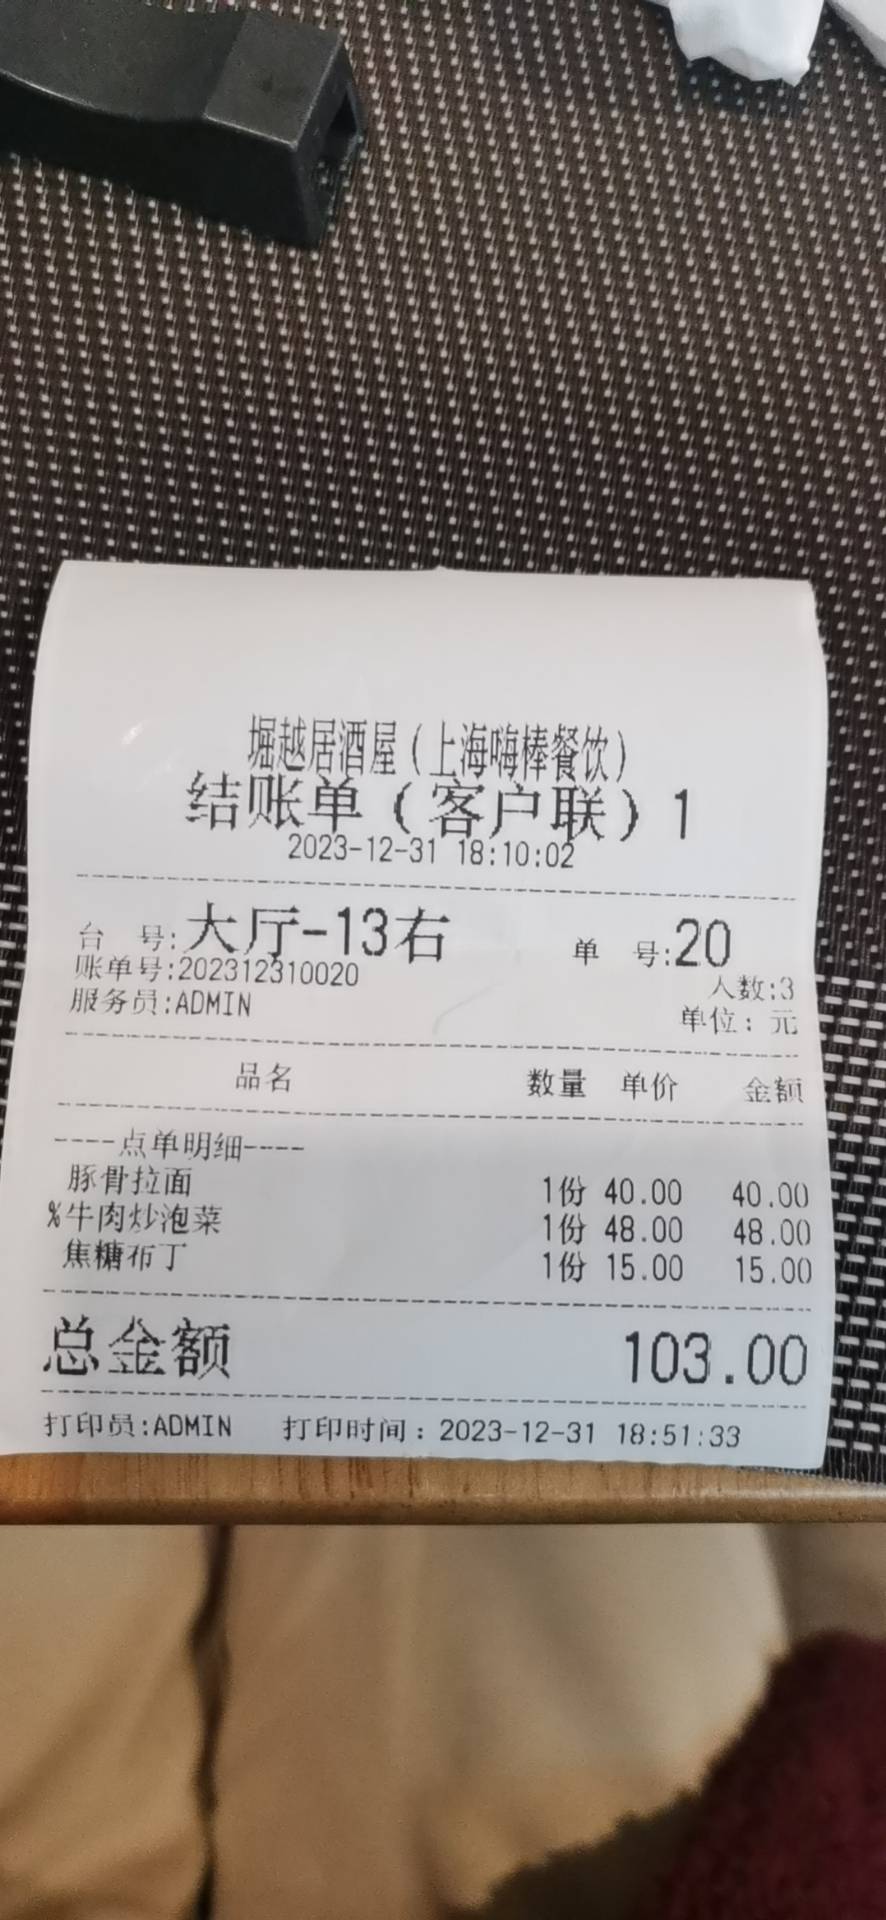 堀越居酒屋(上海嗨棒餐饮)
结账单(客户联)1
2023-12-31 18:10:02
台 号:大厅-13右 单 号:20
账单号:202312310020
人数:3
服务员:ADMIN
单位: 元
品名 数量 单价 金额
----点单明细----
豚骨拉面 1份 40.00 40.00
%牛肉炒泡菜 1份 48.00 48.00
焦糖布丁 1份 15.00 15.00
总金额 103.00
打印员:ADMIN 打印时间: 2023-12-31 18:51:33